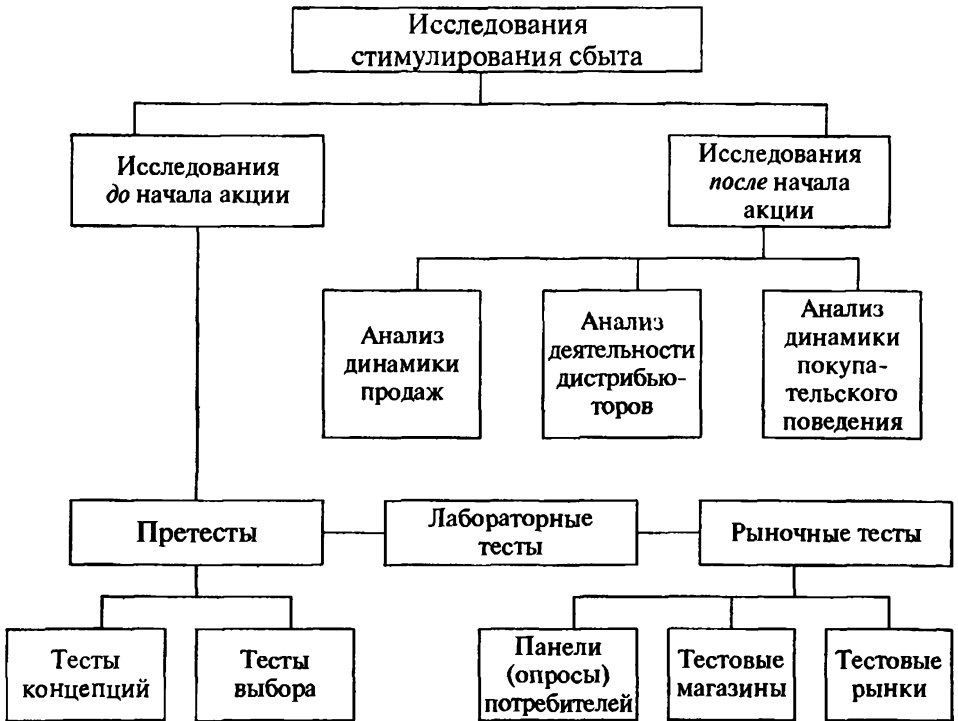 Исследования
стимулирования сбыта
Исследования
до начала акции
Исследования
после начала
акции
Анализ
динамики
продаж
Анализ
деятельности
дистрибью-
торов
Анализ
динамики
покупа-
тельского
поведения
Претесты
Лабораторные
тесты
Рыночные тесты
Тесты
концепций
Тесты
выбора
Панели
(опросы)
потребителей
Тестовые
магазины
Тестовые
рынки